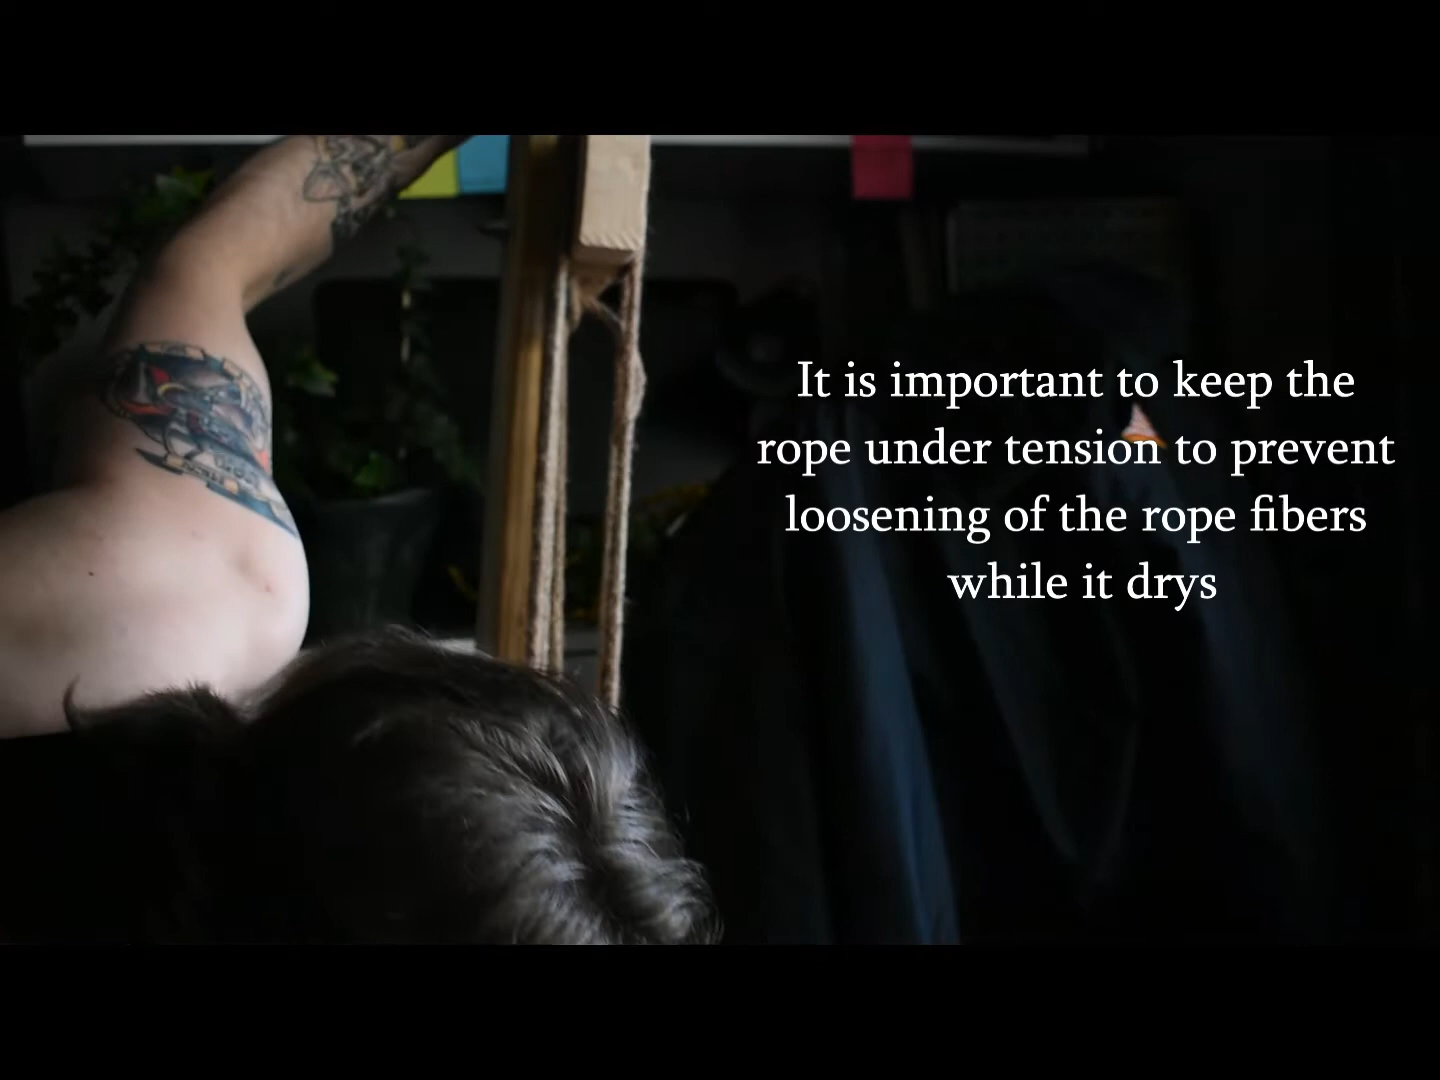 It is important to keep the
rope under tension to prevent
loosening of the rope fibers
while it drys